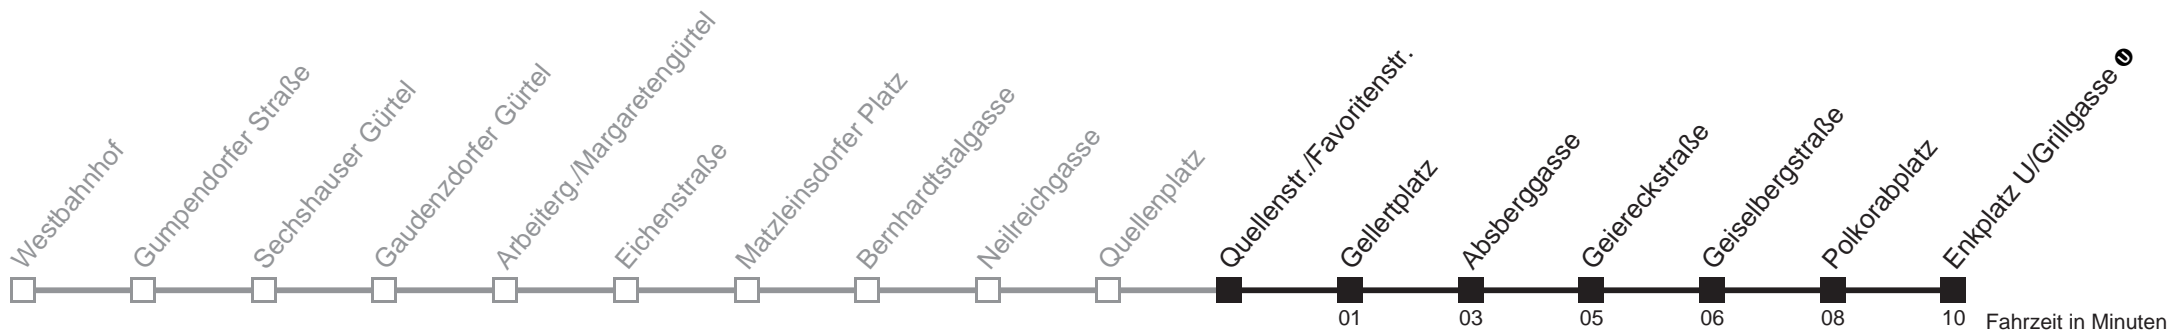 Westbahnhof
Gumpendorfer Straße
Sechshauser Gürtel
Gaudenzdorfer Gürtel
Arbeiterg./Margaretengürtel
Eichenstraße
Matzleinsdorfer Platz
Bernhardtstalgasse
Neilreichgasse
Quellenplatz
Quellenstr./Favoritenstr.
Gellertplatz
Absberggasse
Geiereckstraße
Geiselbergstraße
Polkorabplatz
Enkplatz U/Grillgasse U
01 03 05 06 08 10 Fahrzeit in Minuten